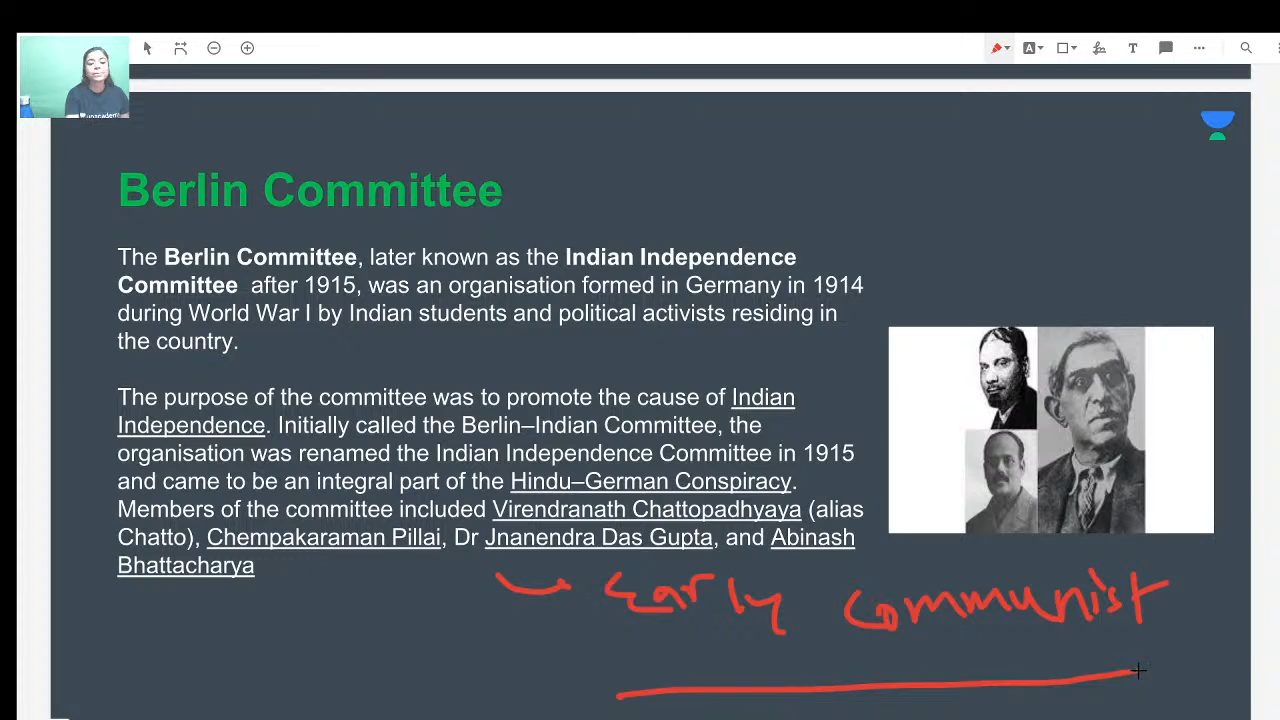 Berlin Committee
The Berlin Committee, later known as the Indian Independence
Committee after 1915, was an organisation formed in Germany in 1914
during World War I by Indian students and political activists residing in
the country.
The purpose of the committee was to promote the cause of Indian
Independence. Initially called the Berlin–Indian Committee, the
organisation was renamed the Indian Independence Committee in 1915
and came to be an integral part of the Hindu–German Conspiracy.
Members of the committee included Virendranath Chattopadhyaya (alias
Chatto), Chempakaraman Pillai, Dr Jnanendra Das Gupta, and Abinash
Bhattacharya
Early Communist